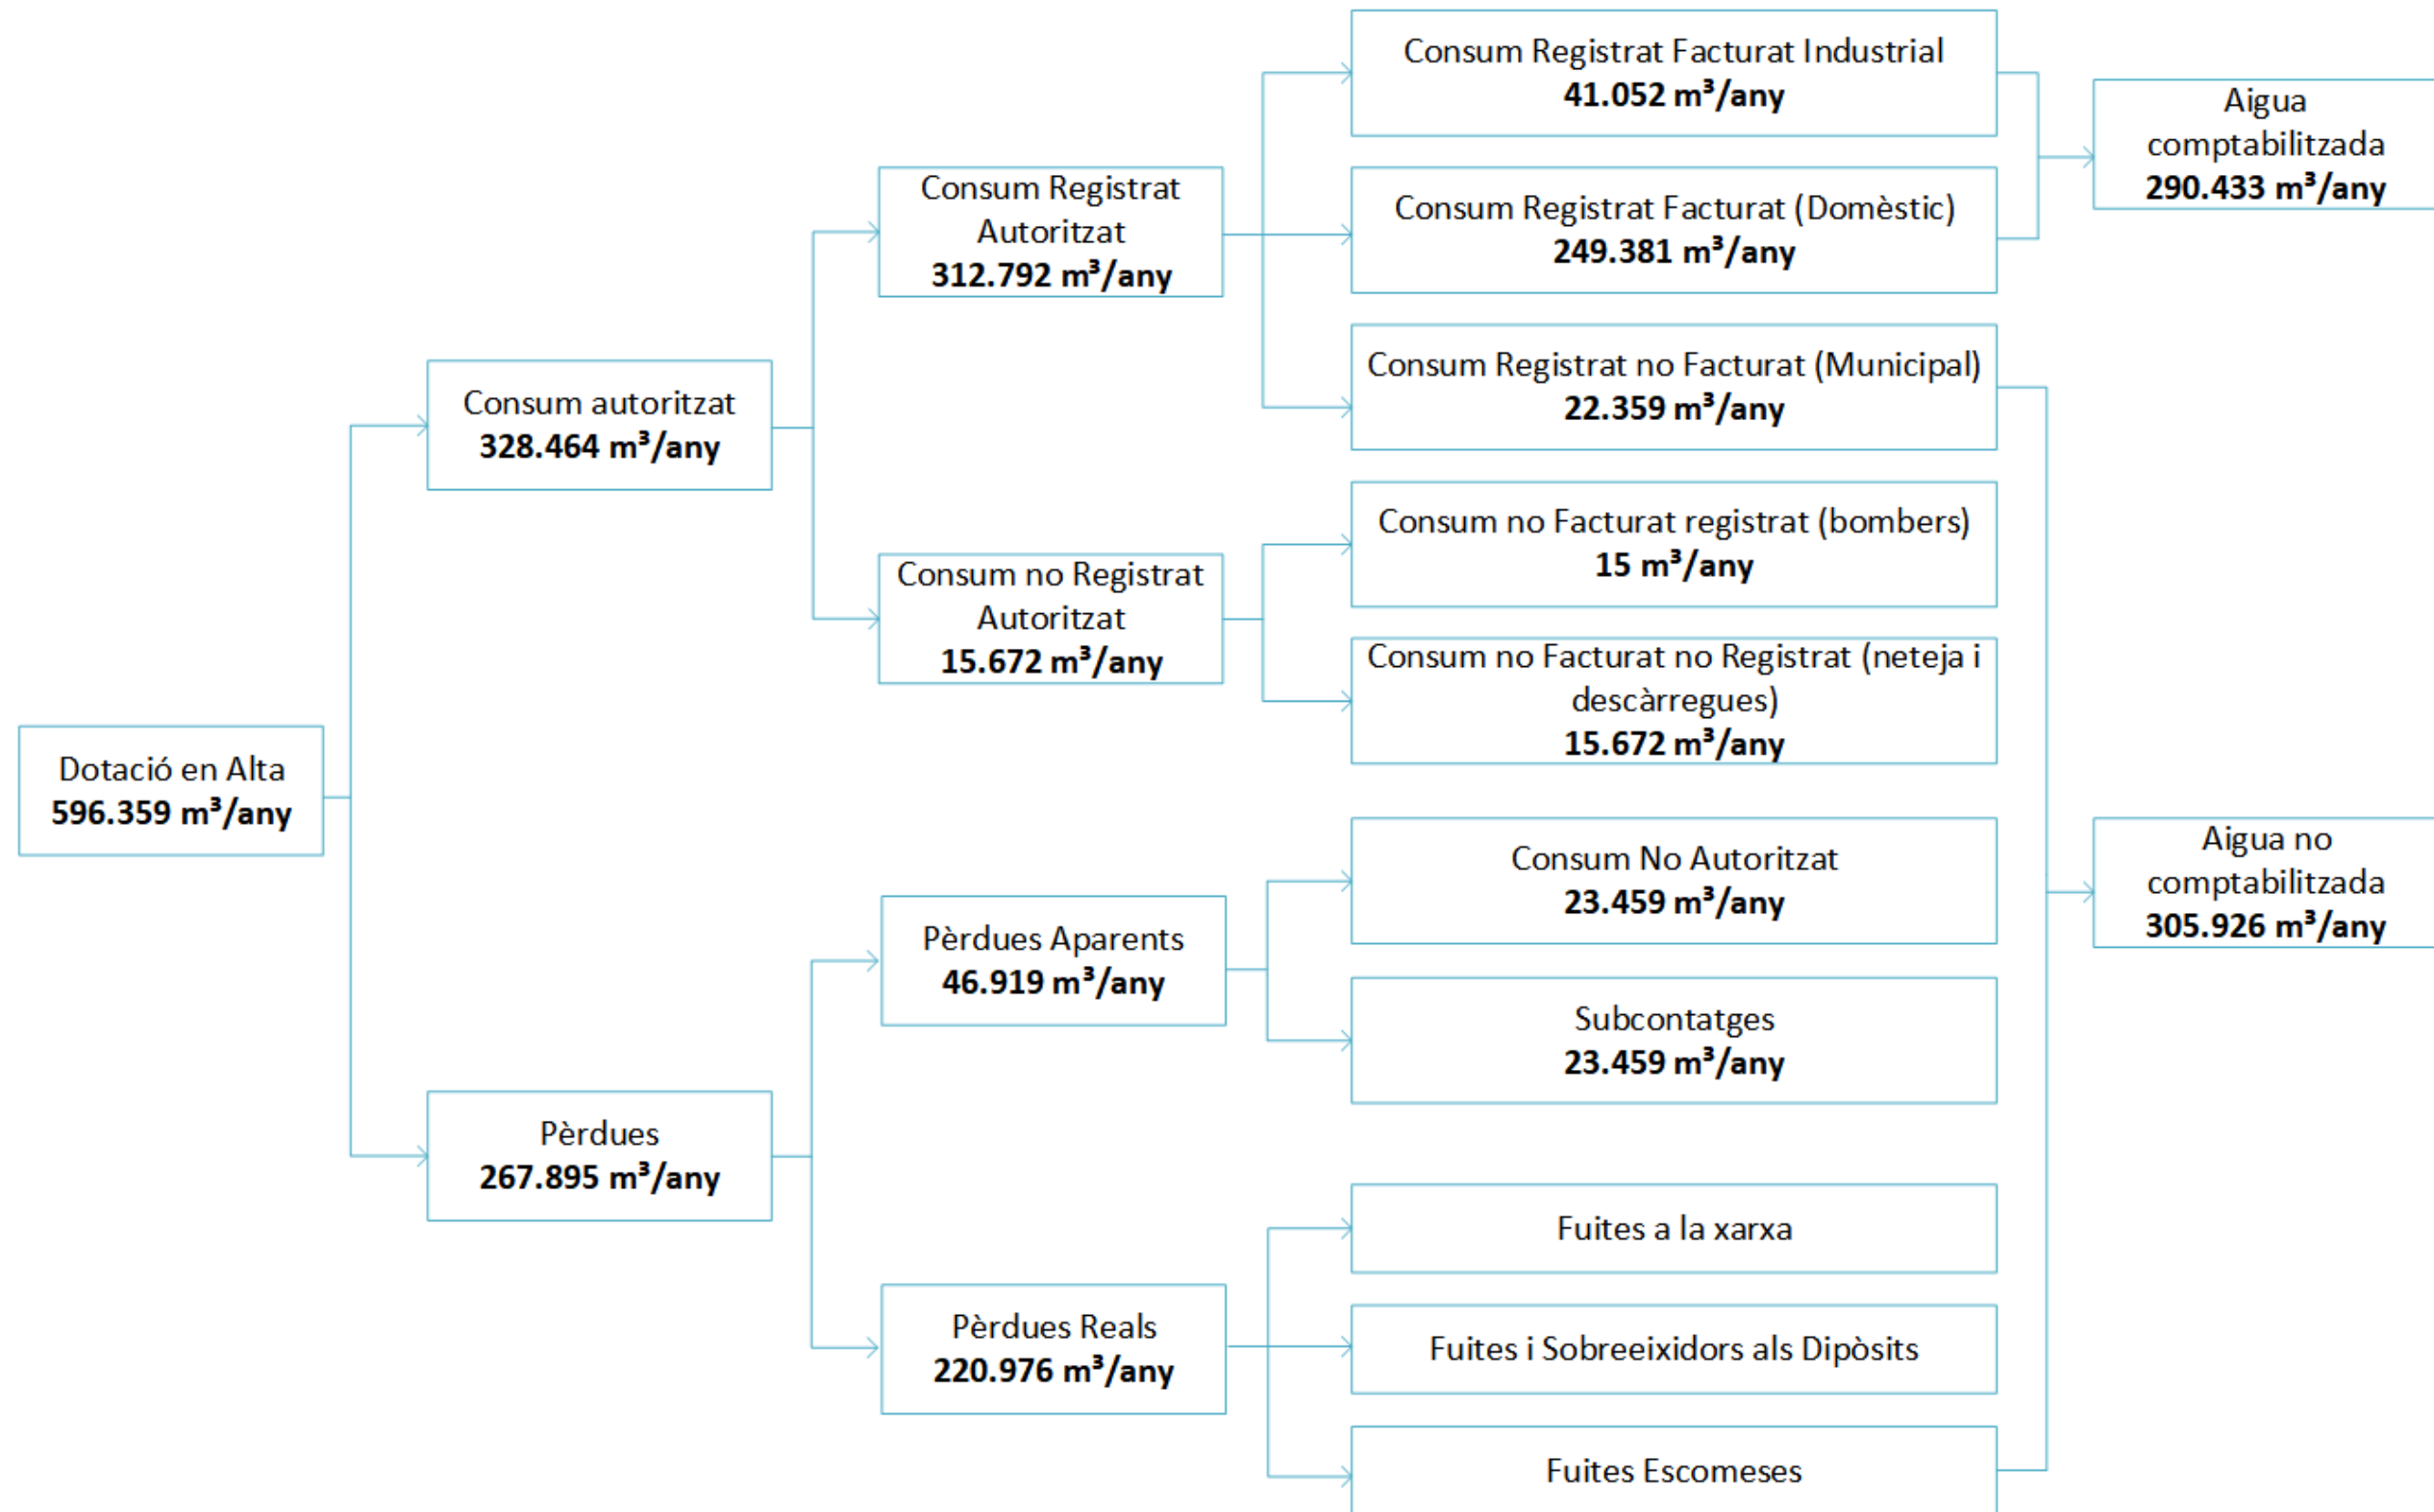 Dotació en Alta
596.359 m³/any
Consum autoritzat
328.464 m³/any
Pèrdues
267.895 m³/any
Consum Registrat
Autoritzat
312.792 m³/any
Consum no Registrat
Autoritzat
15.672 m³/any
Pèrdues Aparents
46.919 m³/any
Pèrdues Reals
220.976 m³/any
Consum Registrat Facturat Industrial
41.052 m³/any
Consum Registrat Facturat (Domèstic)
249.381 m³/any
Consum Registrat no Facturat (Municipal)
22.359 m³/any
Consum no Facturat registrat (bombers)
15 m³/any
Consum no Facturat no Registrat (neteja i
descàrregues)
15.672 m³/any
Consum No Autoritzat
23.459 m³/any
Subcontatges
23.459 m³/any
Fuites a la xarxa
Fuites i Sobreeixidors als Dipòsits
Fuites Escomeses
Aigua
comptabilitzada
290.433 m³/any
Aigua no
comptabilitzada
305.926 m³/any